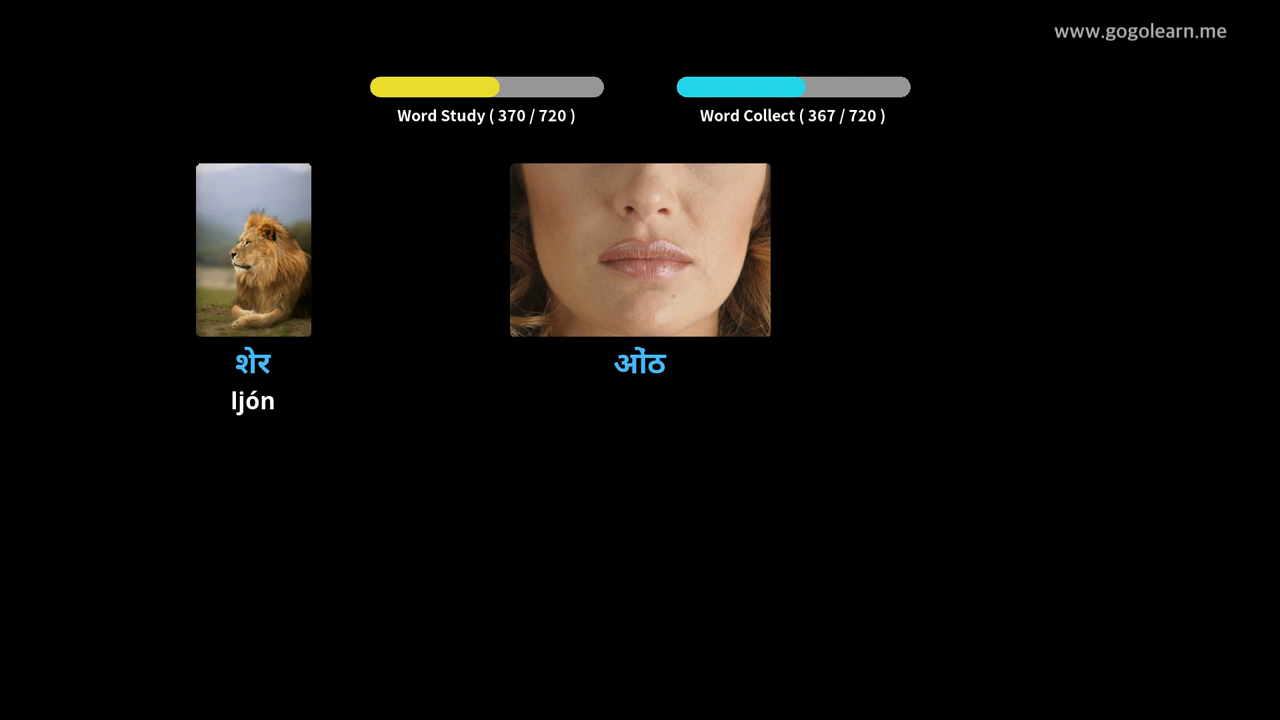 www.gogolearn.me
Word Study ( 370 / 720 )
Word Collect ( 367 / 720 )
शेर
ljón
ओंठ